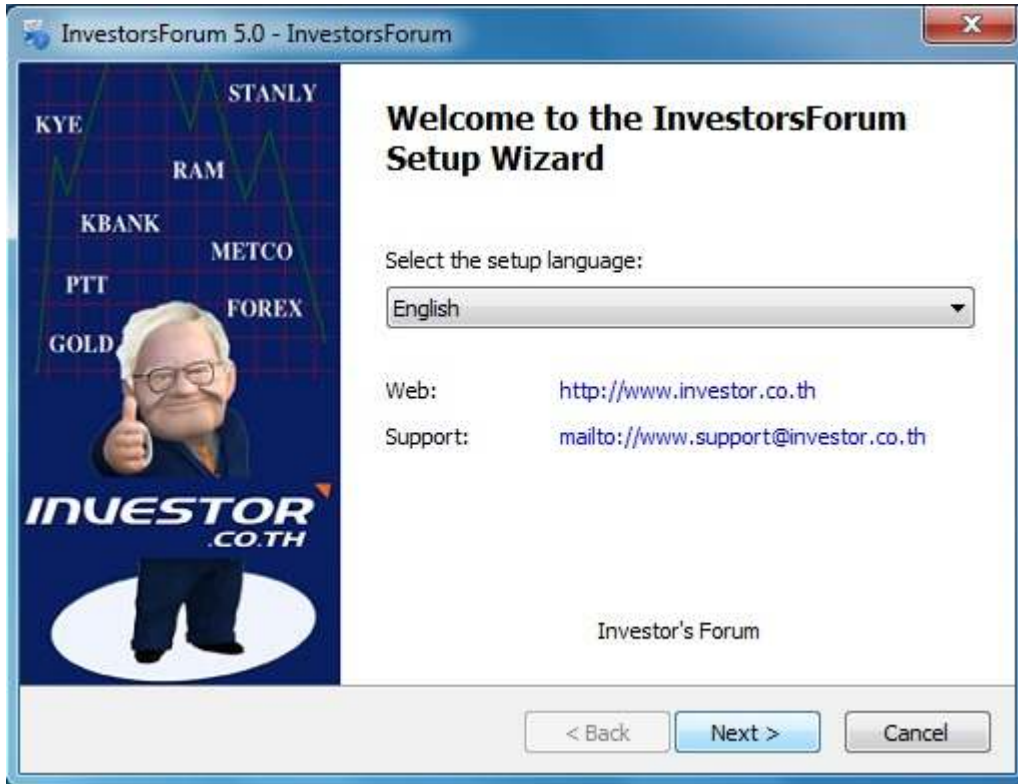 InvestorsForum 5.0 - InvestorsForum
STANLY
KYE
RAM
KBANK
METCO
PTT
FOREX
GOLD
INVESTOR
.CO.TH
Welcome to the InvestorsForum
Setup Wizard
Select the setup language:
English
Web: http://www.investor.co.th
Support: mailto://www.support@investor.co.th
Investor's Forum
< Back Next > Cancel